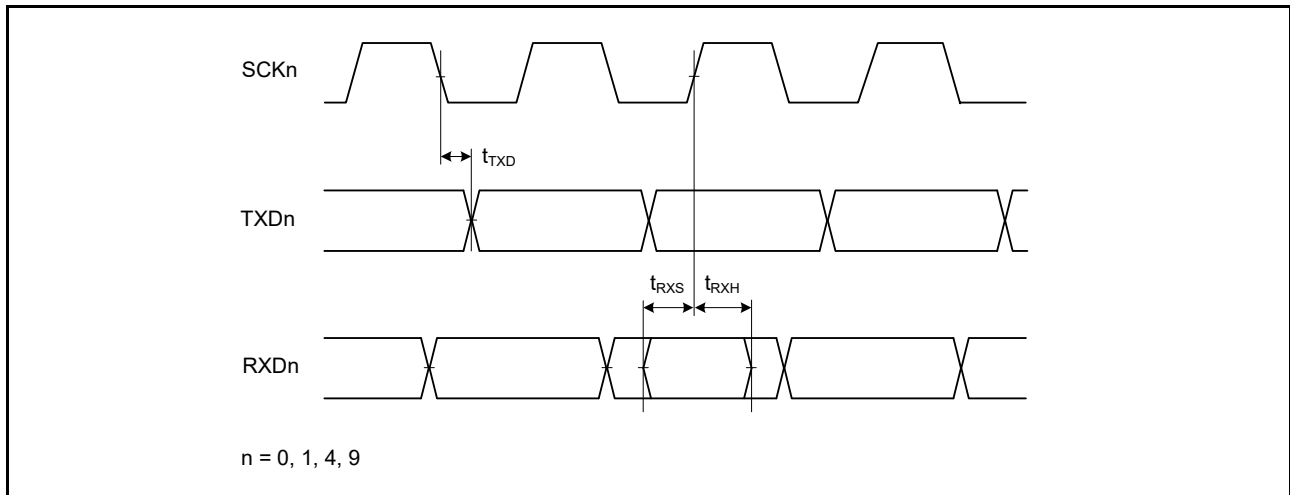 SCKn
tTXD
TXDn
tRXS tRXH
RXDn
n = 0, 1, 4, 9